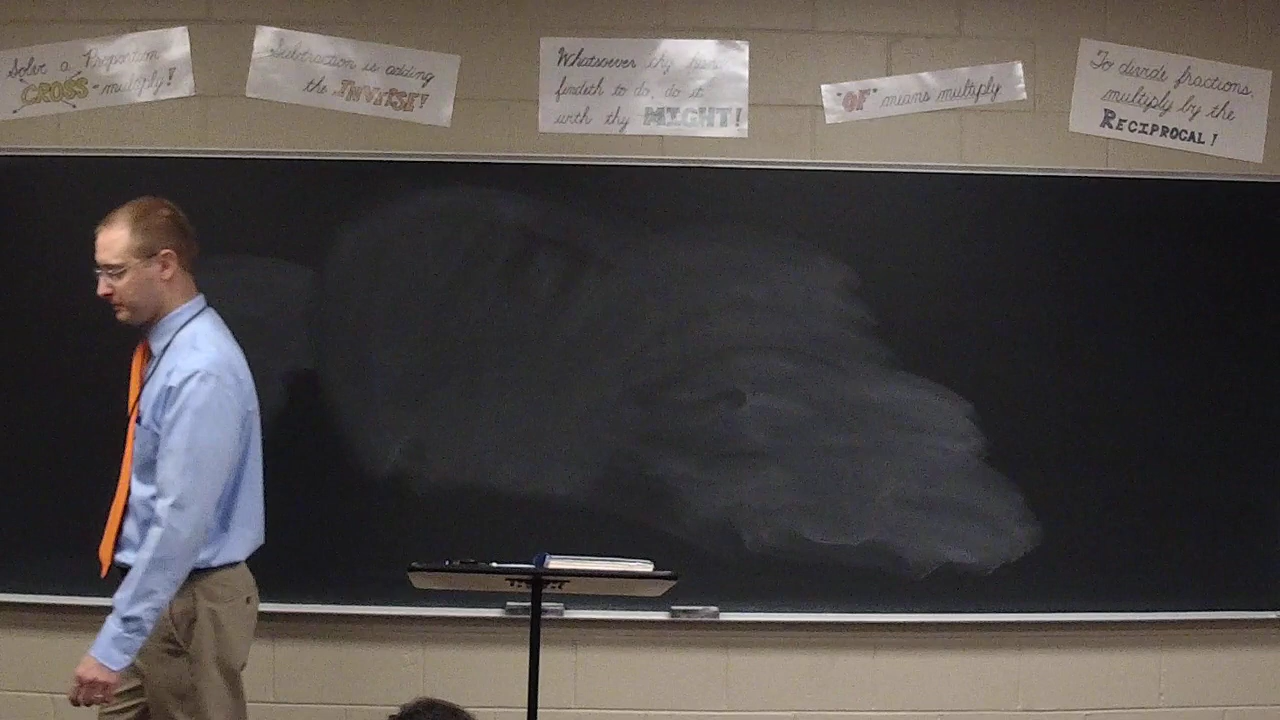 Solve a Proportion
CROSS-multiply!
Subtraction is adding
the INVERSE!
Whatsoever thy hand
findeth to do, do it
with thy MIGHT!
"OF" means multiply
To divide fractions,
multiply by the
RECIPROCAL!